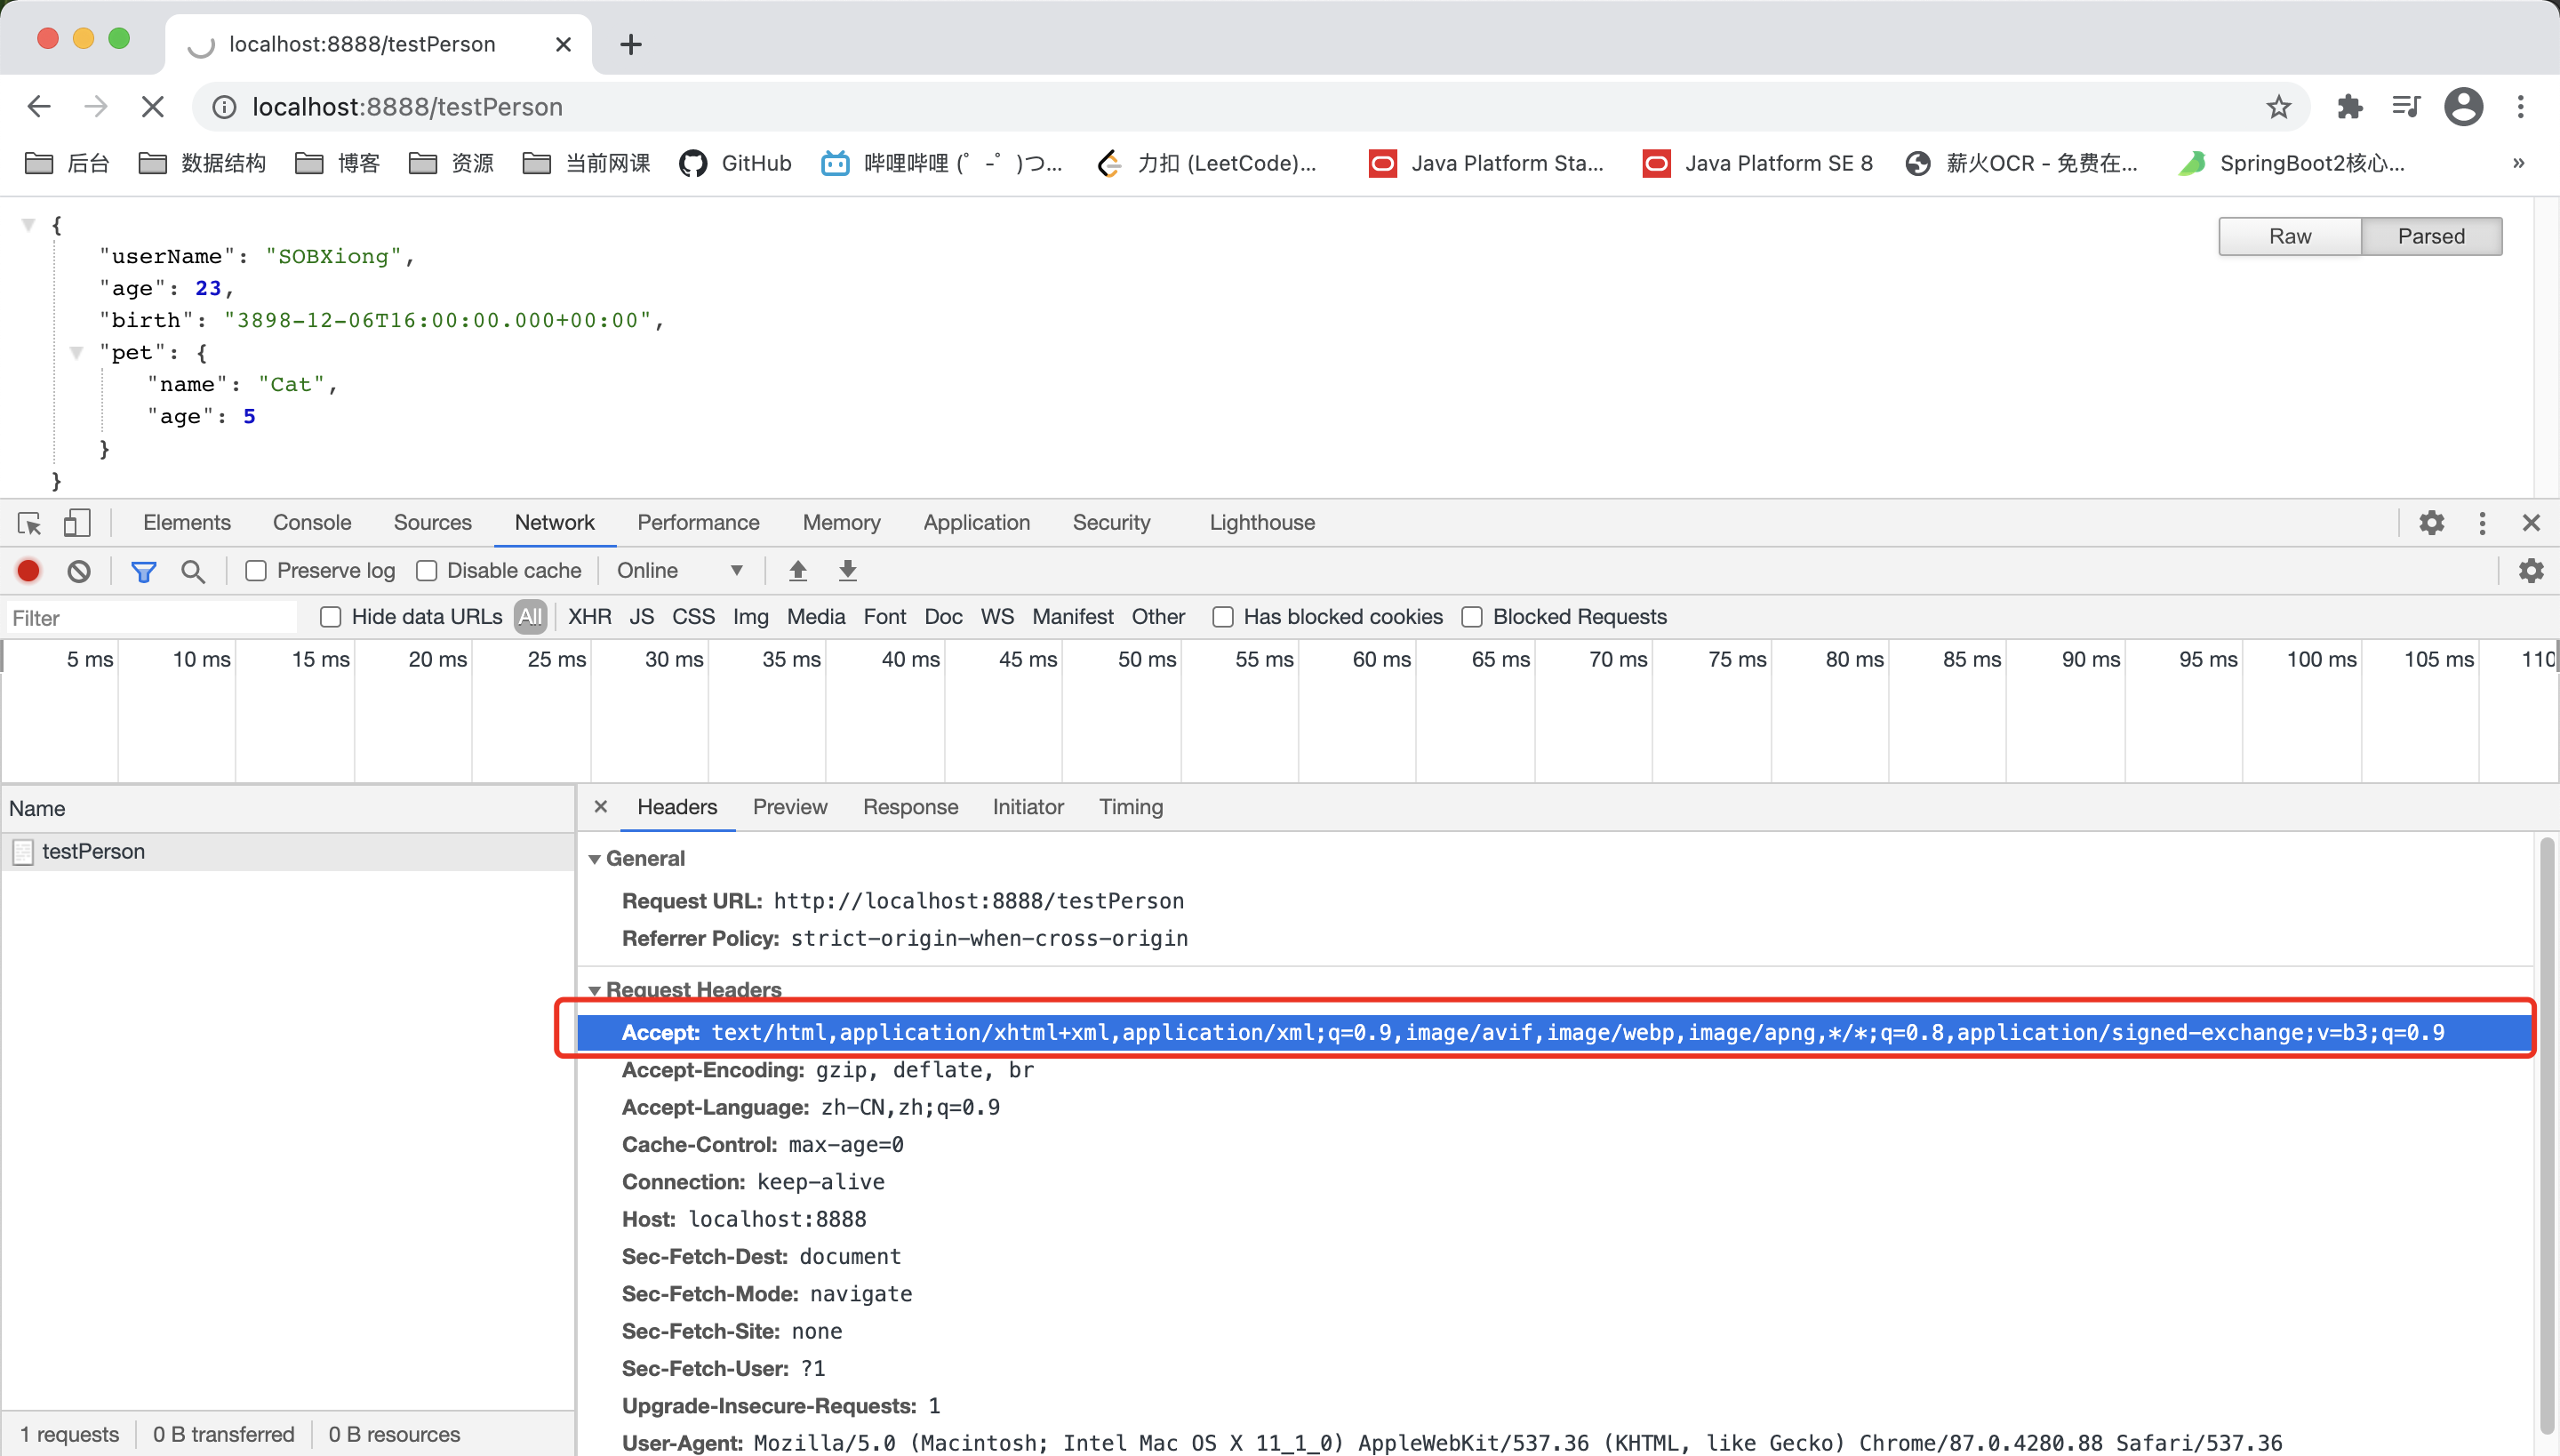 localhost:8888/testPerson
localhost:8888/testPerson
后台 数据结构 博客 资源 当前网课 GitHub 哔哩哔哩 (゜-゜)つ... 力扣 (LeetCode)... Java Platform Sta... Java Platform SE 8 薪火OCR - 免费在... SpringBoot2核心... »
{
Raw Parsed
"userName": "SOBXiong",
"age": 23,
"birth": "3898-12-06T16:00:00.000+00:00",
"pet": {
"name": "Cat",
"age": 5
}
}
Elements Console Sources Network Performance Memory Application Security Lighthouse
Preserve log Disable cache Online
Filter Hide data URLs All XHR JS CSS Img Media Font Doc WS Manifest Other Has blocked cookies Blocked Requests
5 ms 10 ms 15 ms 20 ms 25 ms 30 ms 35 ms 40 ms 45 ms 50 ms 55 ms 60 ms 65 ms 70 ms 75 ms 80 ms 85 ms 90 ms 95 ms 100 ms 105 ms 110
Name
testPerson
Headers Preview Response Initiator Timing
General
Request URL: http://localhost:8888/testPerson
Referrer Policy: strict-origin-when-cross-origin
Request Headers
Accept: text/html,application/xhtml+xml,application/xml;q=0.9,image/avif,image/webp,image/apng,*/*;q=0.8,application/signed-exchange;v=b3;q=0.9
Accept-Encoding: gzip, deflate, br
Accept-Language: zh-CN,zh;q=0.9
Cache-Control: max-age=0
Connection: keep-alive
Host: localhost:8888
Sec-Fetch-Dest: document
Sec-Fetch-Mode: navigate
Sec-Fetch-Site: none
Sec-Fetch-User: ?1
Upgrade-Insecure-Requests: 1
User-Agent: Mozilla/5.0 (Macintosh; Intel Mac OS X 11_1_0) AppleWebKit/537.36 (KHTML, like Gecko) Chrome/87.0.4280.88 Safari/537.36
1 requests 0 B transferred 0 B resources